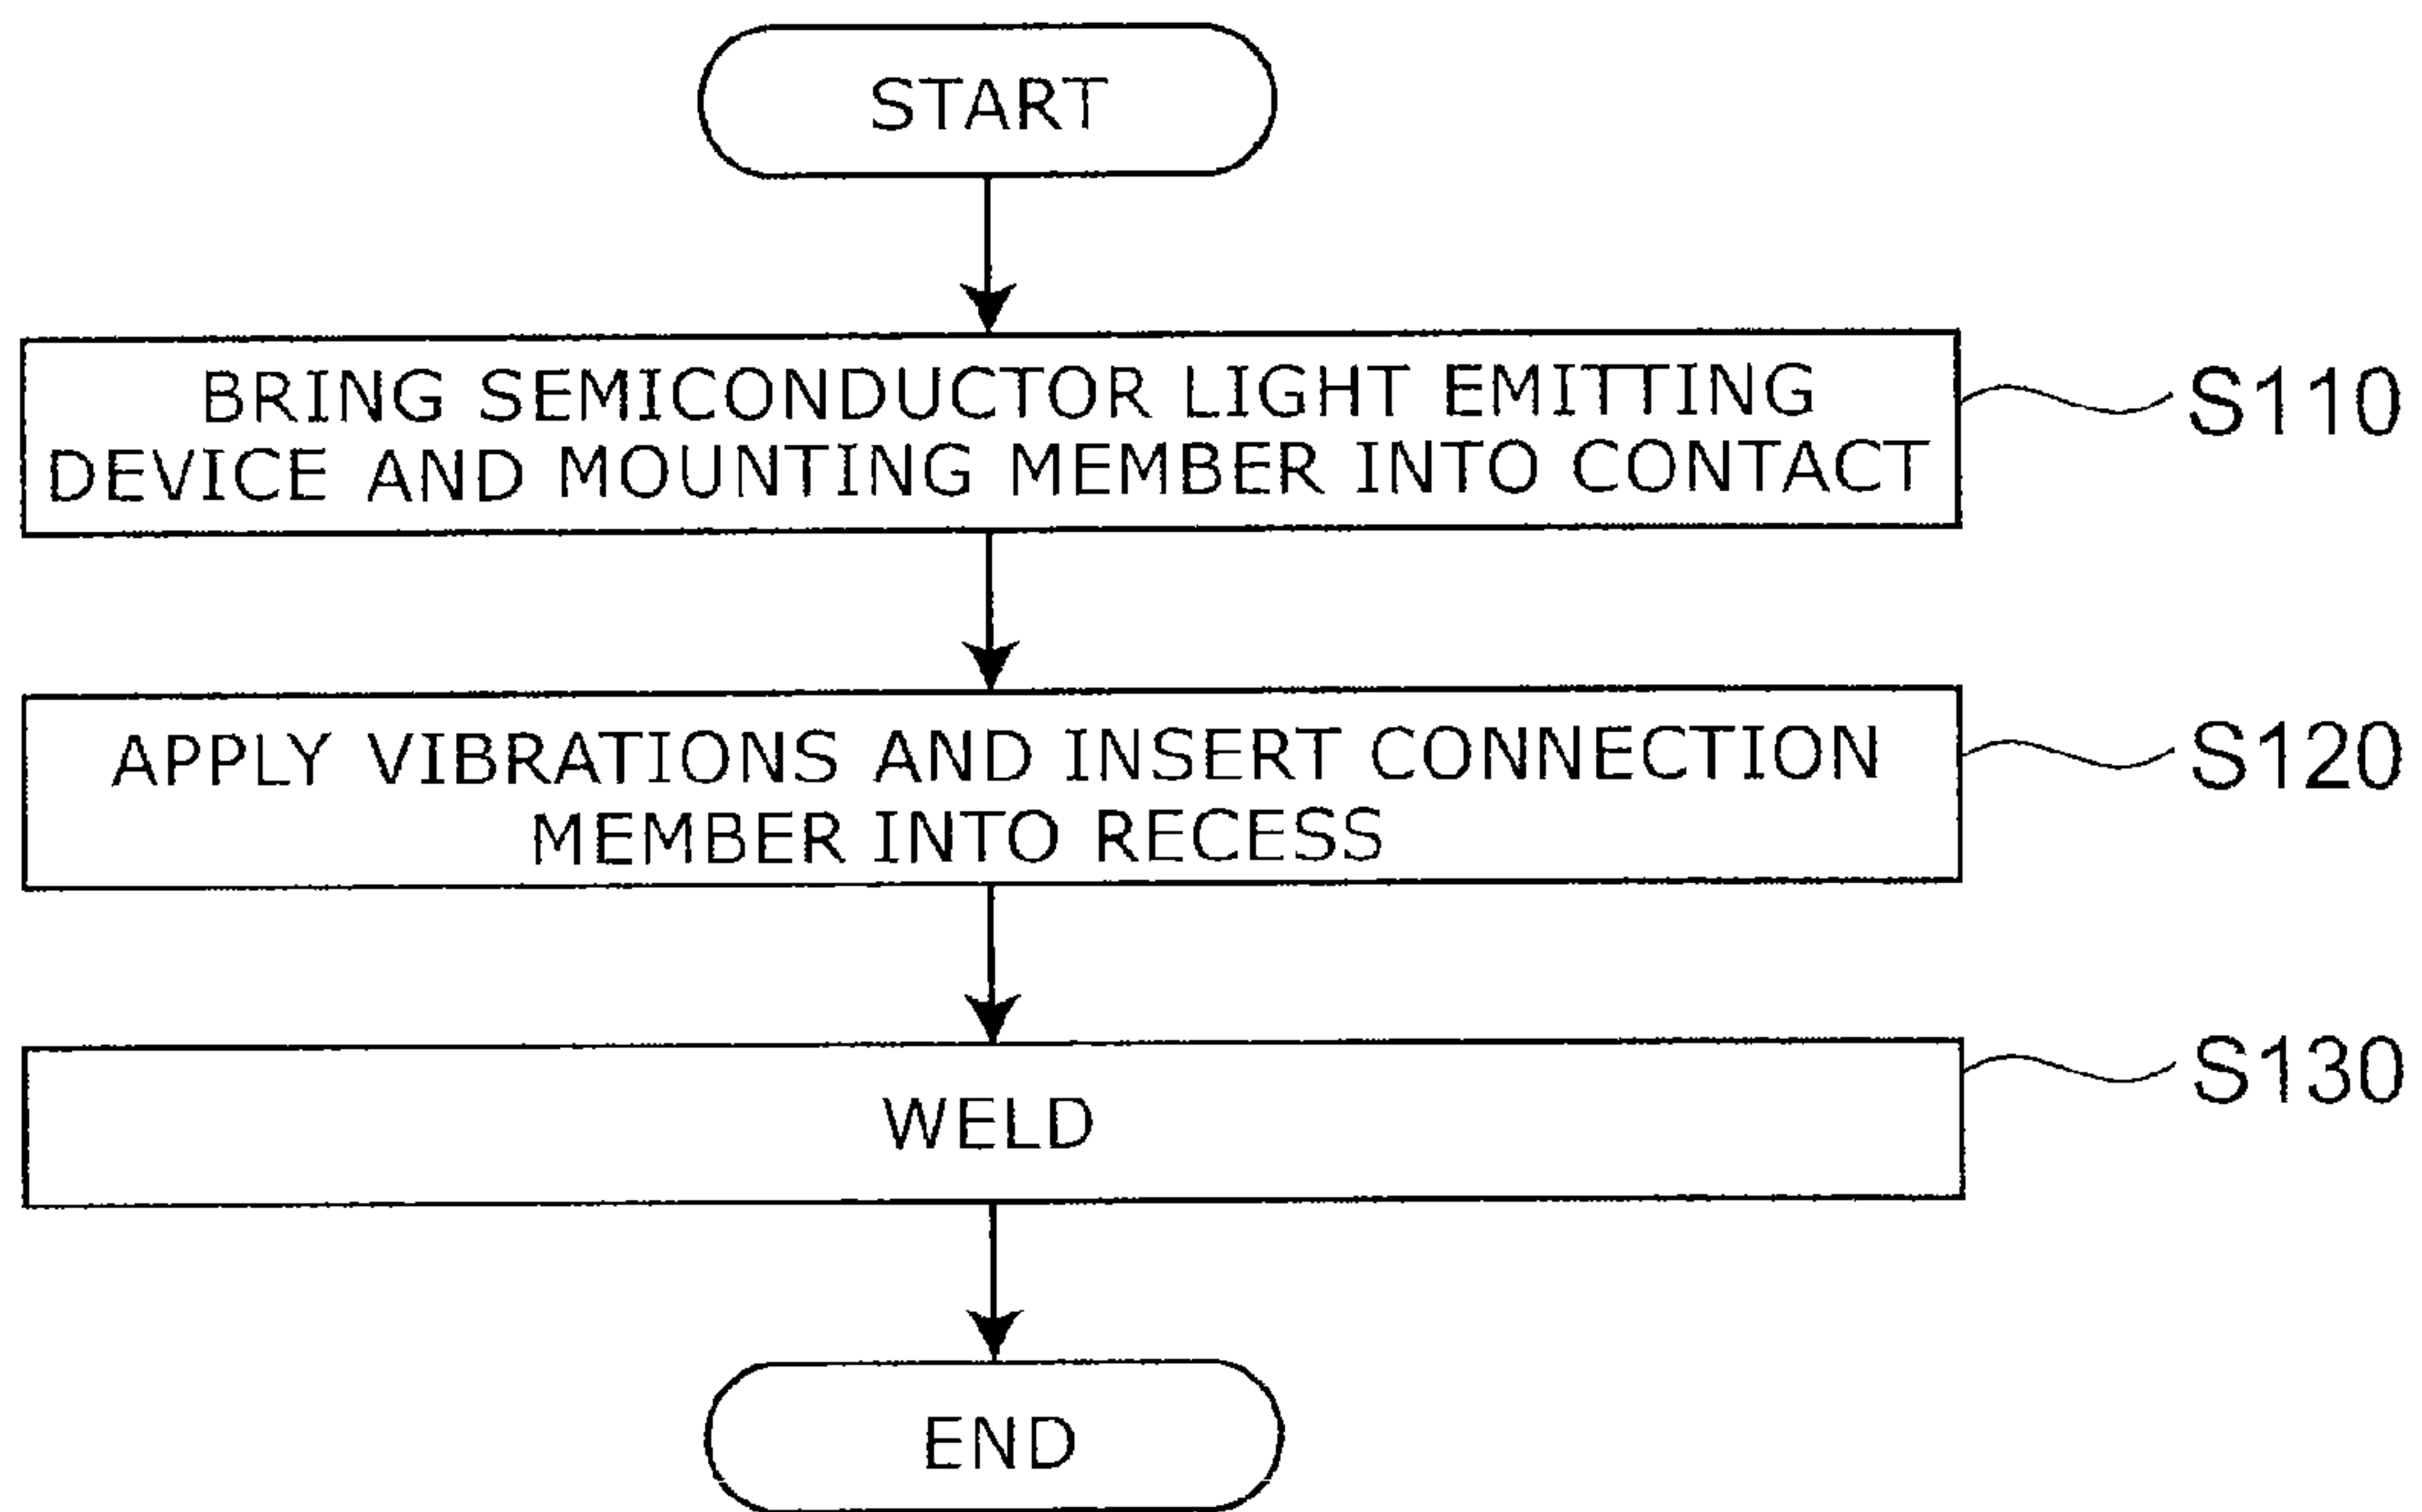 START
BRING SEMICONDUCTOR LIGHT EMITTING
DEVICE AND MOUNTING MEMBER INTO CONTACT
S110
APPLY VIBRATIONS AND INSERT CONNECTION
MEMBER INTO RECESS
S120
WELD
S130
END